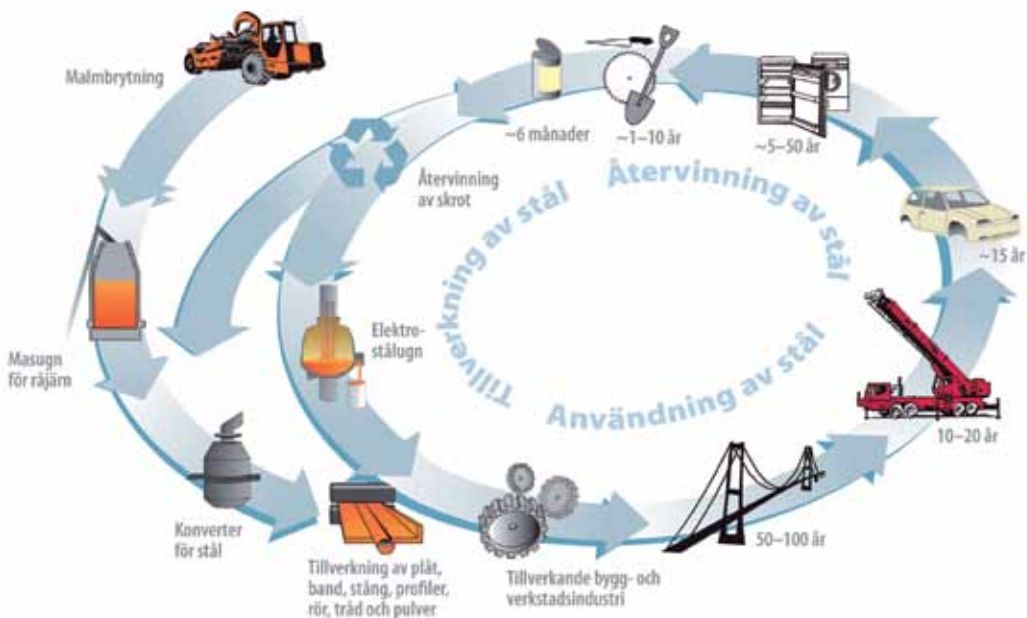 Malmbrytning
~6 månader
~1–10 år
~5–50 år
Återvinning
av skrot
Återvinning av stål
Tillverkning av stål
Användning av stål
~15 år
Masugn
för råjärn
Elektro-
stålugn
10–20 år
Konverter
för stål
50–100 år
Tillverkning av plåt,
band, stång, profiler,
rör, tråd och pulver
Tillverkande bygg- och
verkstadsindustri